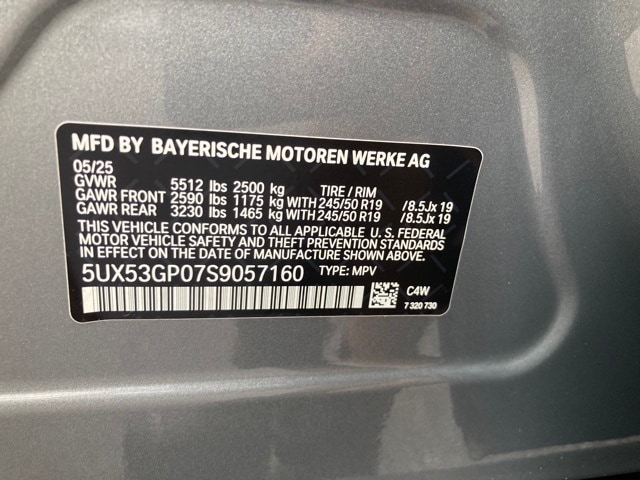 MFD BY BAYERISCHE MOTOREN WERKE AG
05/25
GVWR 5512 lbs 2500 kg TIRE / RIM
GAWR FRONT 2590 lbs 1175 kg WITH 245/50 R19 /8.5Jx19
GAWR REAR 3230 lbs 1465 kg WITH 245/50 R19 /8.5Jx19
THIS VEHICLE CONFORMS TO ALL APPLICABLE U. S. FEDERAL
MOTOR VEHICLE SAFETY AND THEFT PREVENTION STANDARDS
IN EFFECT ON THE DATE OF MANUFACTURE SHOWN ABOVE.
5UX53GP07S9057160 TYPE: MPV
C4W
7 320 730